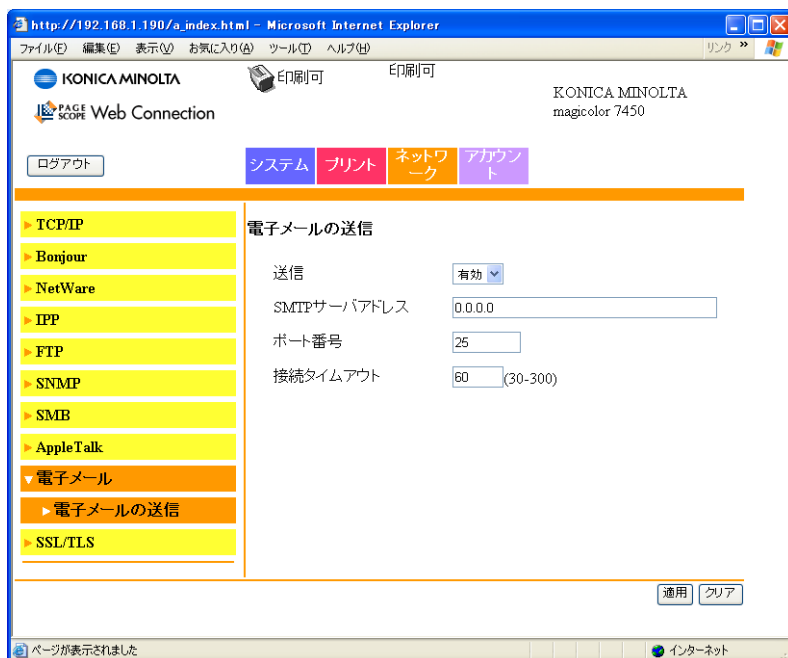 http://192.168.1.190/a_index.html - Microsoft Internet Explorer
ファイル(F) 編集(E) 表示(V) お気に入り(A) ツール(T) ヘルプ(H) リンク »
KONICA MINOLTA
印刷可
印刷可
PAGE SCOPE Web Connection
KONICA MINOLTA
magicolor 7450
ログアウト
システム
プリント
ネットワ
ーク
アカウン
ト
TCP/IP
Bonjour
NetWare
IPP
FTP
SNMP
SMB
AppleTalk
電子メール
電子メールの送信
SSL/TLS
電子メールの送信
送信 有効
SMTPサーバアドレス 0.0.0.0
ポート番号 25
接続タイムアウト 60 (30-300)
適用 クリア
ページが表示されました インターネット